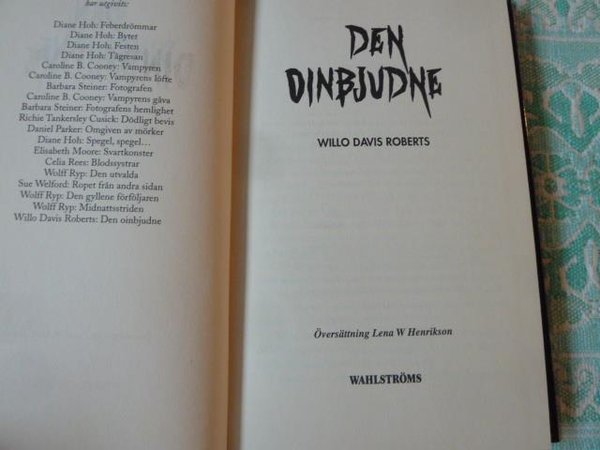 har utgivits:
Diane Hoh: Feberdrömmar
Diane Hoh: Bytet
Diane Hoh: Festen
Diane Hoh: Tågresan
Caroline B. Cooney: Vampyren
Caroline B. Cooney: Vampyrens löfte
Barbara Steiner: Fotografen
Caroline B. Cooney: Vampyrens gåva
Barbara Steiner: Fotografens hemlighet
Richie Tankersley Cusick: Dödligt bevis
Daniel Parker: Omgiven av mörker
Diane Hoh: Spegel, spegel…
Elisabeth Moore: Svartkonster
Celia Rees: Blodssystrar
Wolff Ryp: Den utvalda
Sue Welford: Ropet från andra sidan
Wolff Ryp: Den gyllene förföljaren
Wolff Ryp: Midnattsstriden
Willo Davis Roberts: Den oinbjudne
DEN
OINBJUDNE
WILLO DAVIS ROBERTS
Översättning Lena W Henrikson
WAHLSTRÖMS